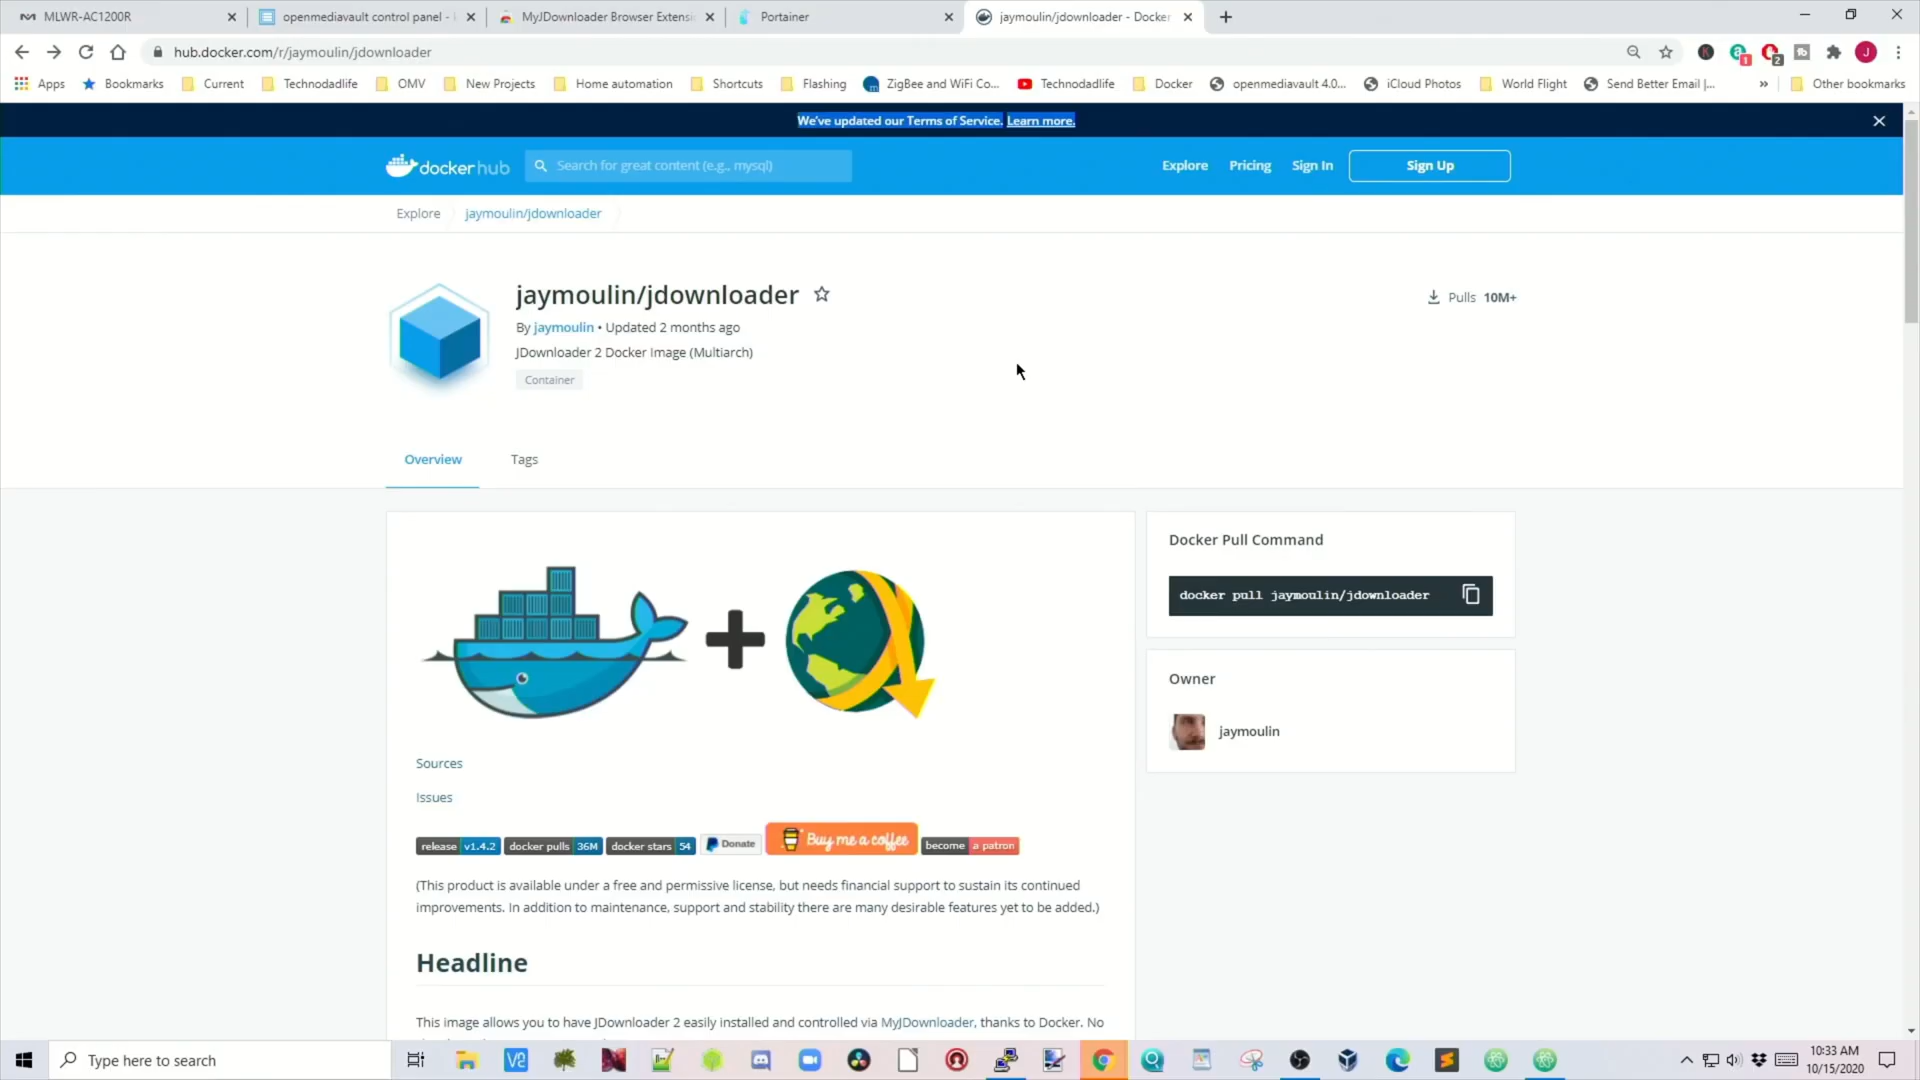 MLWR-AC1200R
openmediavault control panel -
MyJDownloader Browser Extensi
Portainer
jaymoulin/jdownloader - Docker
hub.docker.com/r/jaymoulin/jdownloader
Apps
Bookmarks
Current
Technodadlife
OMV
New Projects
Home automation
Shortcuts
Flashing
ZigBee and WiFi Co...
Technodadlife
Docker
openmediavault 4.0...
iCloud Photos
World Flight
Send Better Email |...
»
Other bookmarks
We've updated our Terms of Service. Learn more.
docker hub
Search for great content (e.g., mysql)
Explore
Pricing
Sign In
Sign Up
Explore
jaymoulin/jdownloader
jaymoulin/jdownloader
Pulls 10M+
By jaymoulin • Updated 2 months ago
JDownloader 2 Docker Image (Multiarch)
Container
Overview
Tags
Docker Pull Command
docker pull jaymoulin/jdownloader
Owner
jaymoulin
Sources
Issues
release v1.4.2
docker pulls 36M
docker stars 54
Donate
Buy me a coffee
become a patron
(This product is available under a free and permissive license, but needs financial support to sustain its continued
improvements. In addition to maintenance, support and stability there are many desirable features yet to be added.)
Headline
This image allows you to have JDownloader 2 easily installed and controlled via MyJDownloader, thanks to Docker. No
Type here to search
10:33 AM
10/15/2020